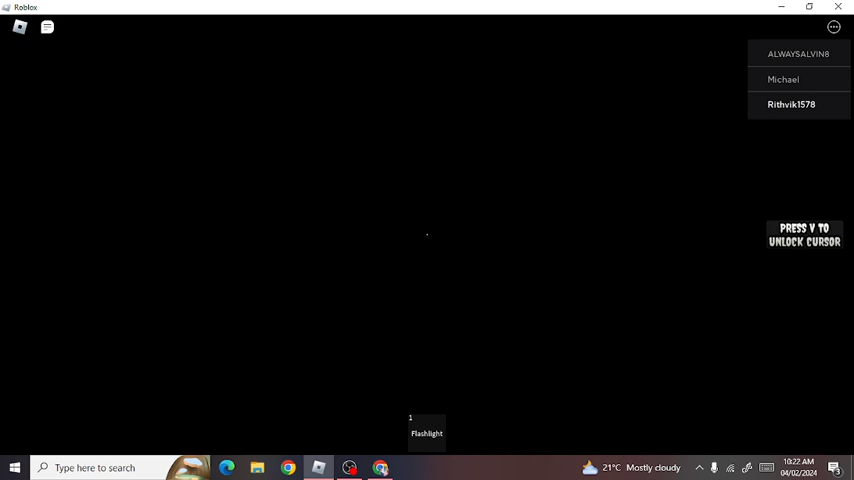 Roblox
ALWAYSALVIN8
Michael
Rithvik1578
PRESS V TO
UNLOCK CURSOR
1
Flashlight
Type here to search
21°C Mostly cloudy
10:22 AM
04/02/2024
3